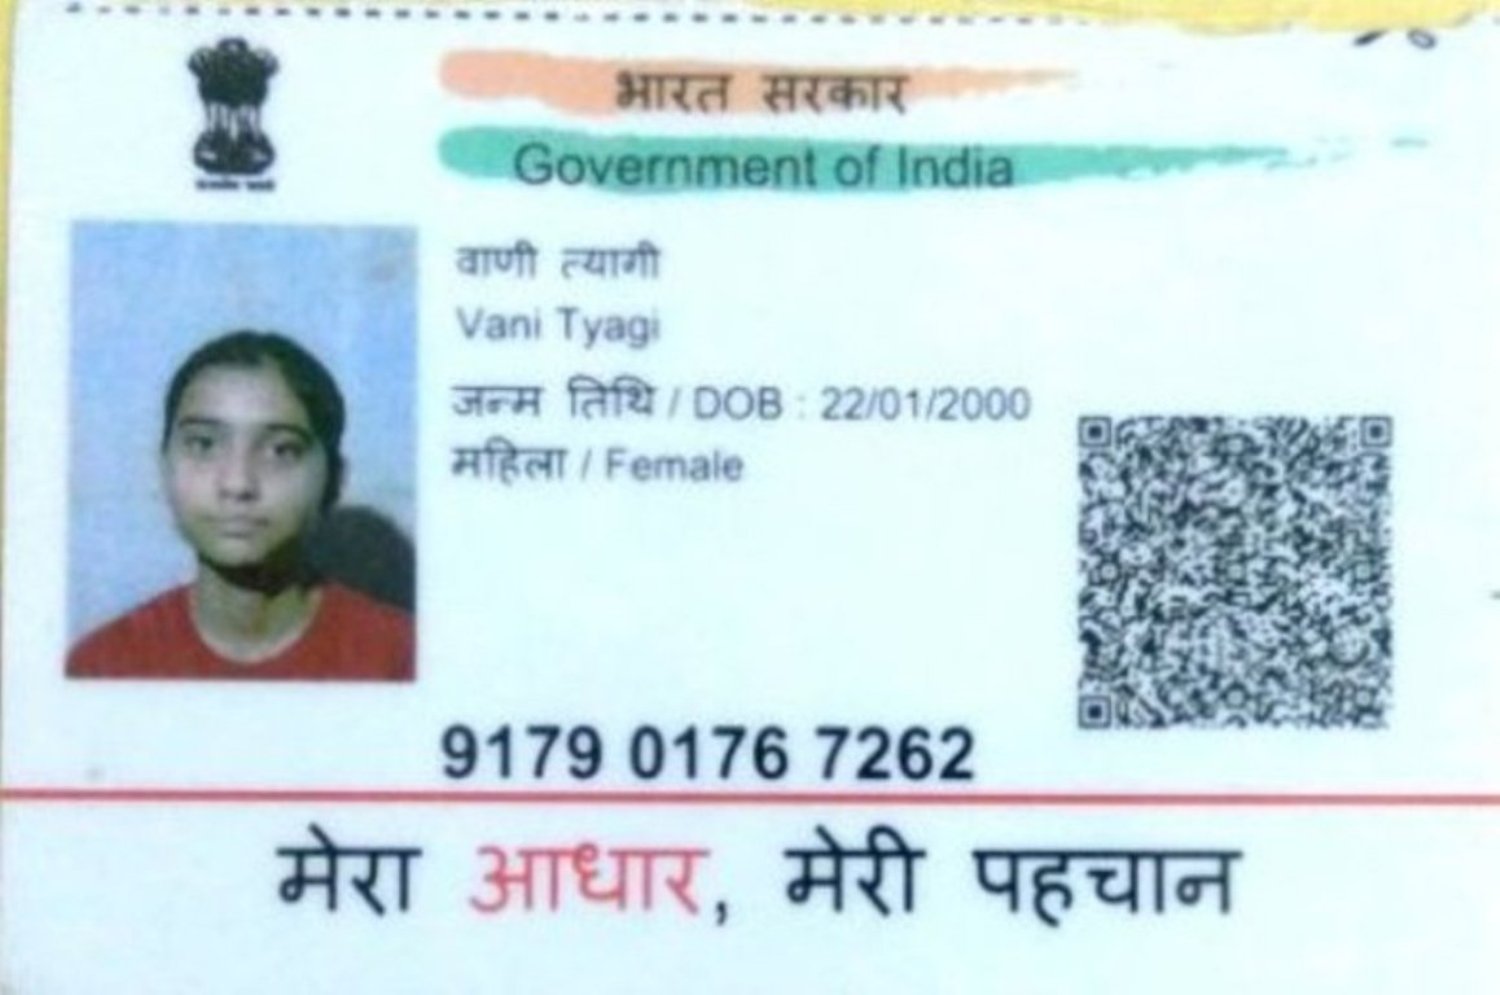 भारत सरकार
Government of India
वाणी त्यागी
Vani Tyagi
जन्म तिथि / DOB : 22/01/2000
महिला / Female
9179 0176 7262
मेरा आधार, मेरी पहचान